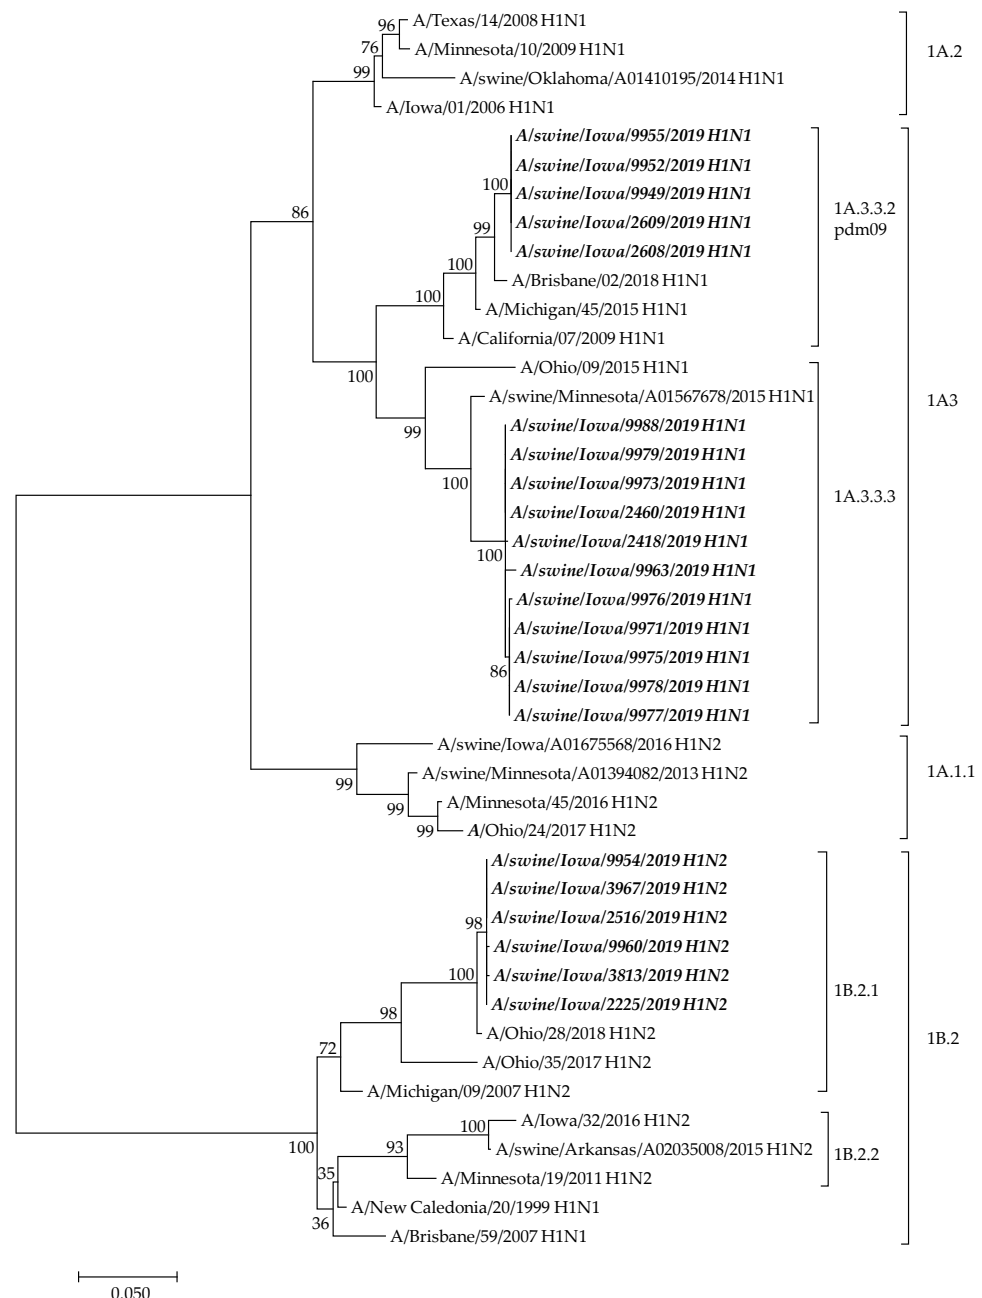 96
A/Texas/14/2008 H1N1
76
A/Minnesota/10/2009 H1N1
1A.2
99
A/swine/Oklahoma/A01410195/2014 H1N1
A/Iowa/01/2006 H1N1
A/swine/Iowa/9955/2019 H1N1
A/swine/Iowa/9952/2019 H1N1
100
A/swine/Iowa/9949/2019 H1N1
1A.3.3.2
pdm09
86
99
A/swine/Iowa/2609/2019 H1N1
A/swine/Iowa/2608/2019 H1N1
100
A/Brisbane/02/2018 H1N1
100
A/Michigan/45/2015 H1N1
A/California/07/2009 H1N1
100
A/Ohio/09/2015 H1N1
A/swine/Minnesota/A01567678/2015 H1N1
1A3
99
A/swine/Iowa/9988/2019 H1N1
A/swine/Iowa/9979/2019 H1N1
100
A/swine/Iowa/9973/2019 H1N1
1A.3.3.3
A/swine/Iowa/2460/2019 H1N1
A/swine/Iowa/2418/2019 H1N1
100
A/swine/Iowa/9963/2019 H1N1
A/swine/Iowa/9976/2019 H1N1
A/swine/Iowa/9971/2019 H1N1
A/swine/Iowa/9975/2019 H1N1
86
A/swine/Iowa/9978/2019 H1N1
A/swine/Iowa/9977/2019 H1N1
A/swine/Iowa/A01675568/2016 H1N2
A/swine/Minnesota/A01394082/2013 H1N2
1A.1.1
99
A/Minnesota/45/2016 H1N2
99
A/Ohio/24/2017 H1N2
99
A/swine/Iowa/9954/2019 H1N2
A/swine/Iowa/3967/2019 H1N2
A/swine/Iowa/2516/2019 H1N2
98
A/swine/Iowa/9960/2019 H1N2
100
A/swine/Iowa/3813/2019 H1N2
1B.2.1
A/swine/Iowa/2225/2019 H1N2
98
A/Ohio/28/2018 H1N2
1B.2
72
A/Ohio/35/2017 H1N2
A/Michigan/09/2007 H1N2
A/Iowa/32/2016 H1N2
100
100
93
A/swine/Arkansas/A02035008/2015 H1N2
1B.2.2
35
A/Minnesota/19/2011 H1N2
A/New Caledonia/20/1999 H1N1
36
A/Brisbane/59/2007 H1N1
0.050